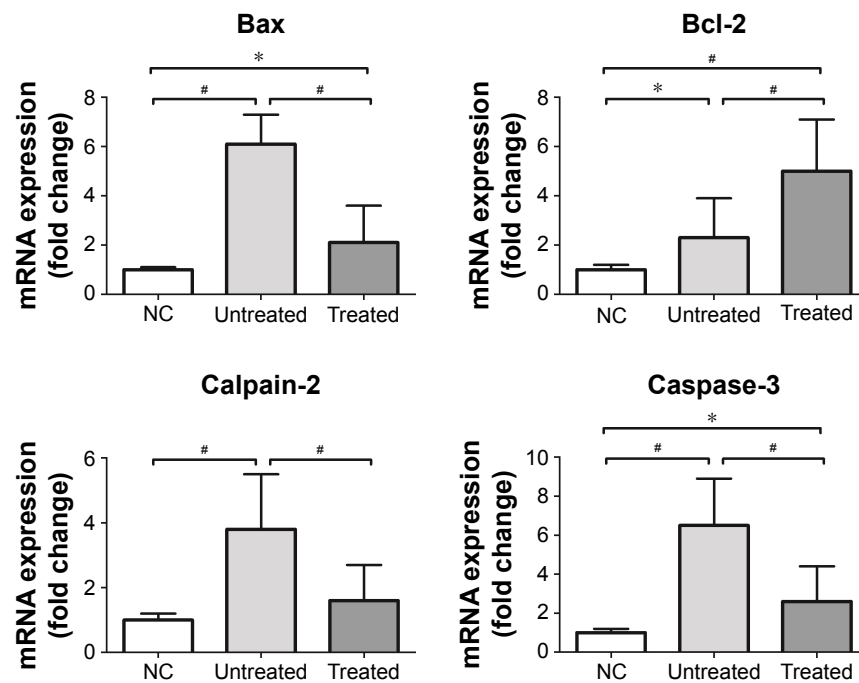 Bax
*
#
#
mRNA expression
(fold change)
8
6
4
2
0
NC
Untreated
Treated
Bcl-2
#
*
#
mRNA expression
(fold change)
8
6
4
2
0
NC
Untreated
Treated
Calpain-2
#
#
mRNA expression
(fold change)
6
4
2
0
NC
Untreated
Treated
Caspase-3
*
#
#
mRNA expression
(fold change)
10
8
6
4
2
0
NC
Untreated
Treated